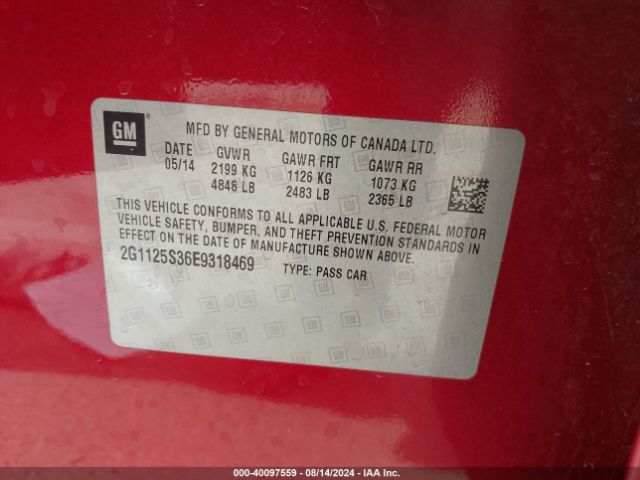 GM
MFD BY GENERAL MOTORS OF CANADA LTD.
DATE GVWR GAWR FRT GAWR RR
05/14 2199 KG 1126 KG 1073 KG
4848 LB 2483 LB 2365 LB
THIS VEHICLE CONFORMS TO ALL APPLICABLE U.S. FEDERAL MOTOR
VEHICLE SAFETY, BUMPER, AND THEFT PREVENTION STANDARDS IN
EFFECT ON THE DATE OF MANUFACTURE SHOWN ABOVE.
2G1125S36E9318469 TYPE: PASS CAR
000-40097559 - 08/14/2024 - IAA Inc.